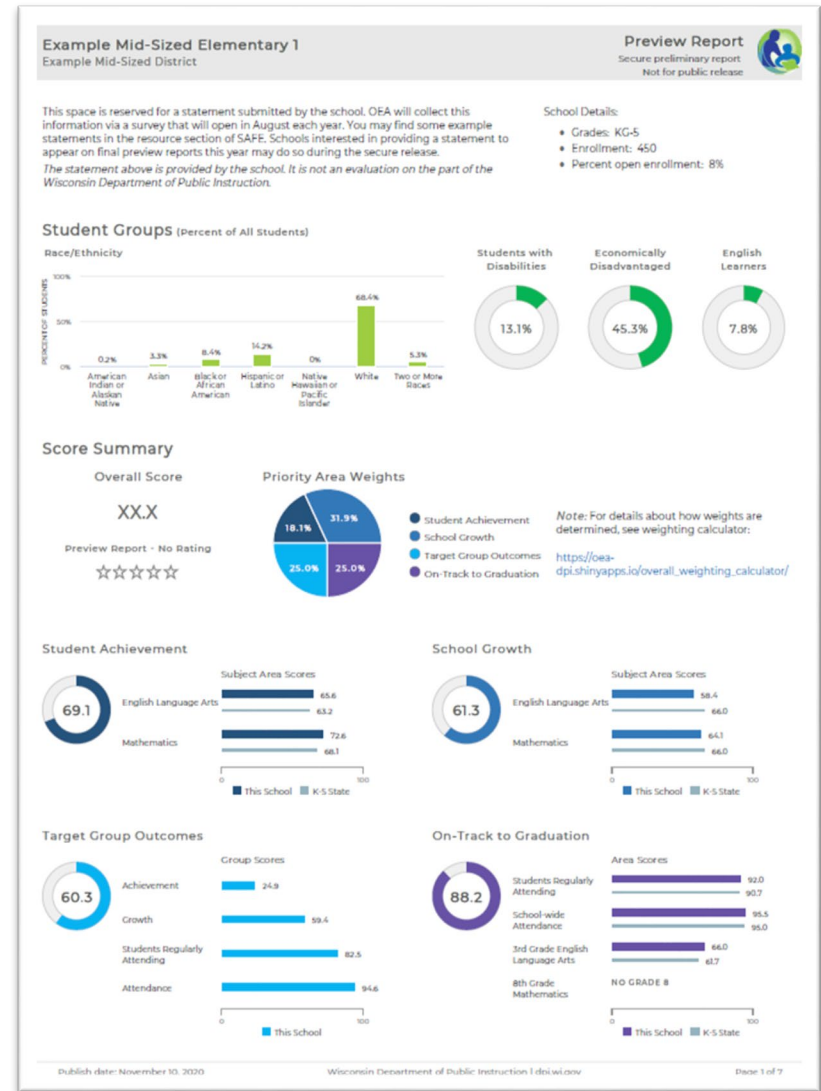 Example Mid-Sized Elementary 1
Example Mid-Sized District
Preview Report
Secure preliminary report
Not for public release
This space is reserved for a statement submitted by the school. OEA will collect this
information via a survey that will open in August each year. You may find some example
statements in the resource section of SAFE. Schools interested in providing a statement to
appear on final preview reports this year may do so during the secure release.
The statement above is provided by the school. It is not an evaluation on the part of the
Wisconsin Department of Public Instruction.
School Details:
• Grades: KG-5
• Enrollment: 450
• Percent open enrollment: 8%
Student Groups (Percent of All Students)
Race/Ethnicity
PERCENT OF STUDENTS
100%
50%
0%
0.2%
3.3%
8.4%
14.2%
0%
68.4%
5.3%
American
Indian or
Alaskan
Native
Asian
Black or
African
American
Hispanic or
Latino
Native
Hawaiian or
Pacific
Islander
White
Two or More
Races
Students with
Disabilities
13.1%
Economically
Disadvantaged
45.3%
English
Learners
7.8%
Score Summary
Overall Score
XX.X
Preview Report - No Rating
Priority Area Weights
18.1%
31.9%
25.0%
25.0%
Student Achievement
School Growth
Target Group Outcomes
On-Track to Graduation
Note: For details about how weights are
determined, see weighting calculator:
https://oea-
dpi.shinyapps.io/overall_weighting_calculator/
Student Achievement
69.1
Subject Area Scores
English Language Arts
65.6
63.2
Mathematics
72.6
68.1
0
100
This School
K-5 State
School Growth
61.3
Subject Area Scores
English Language Arts
58.4
66.0
Mathematics
64.1
66.0
0
100
This School
K-5 State
Target Group Outcomes
60.3
Group Scores
Achievement
24.9
Growth
59.4
Students Regularly
Attending
82.5
Attendance
94.6
0
100
This School
On-Track to Graduation
88.2
Area Scores
Students Regularly
Attending
92.0
90.7
School-wide
Attendance
95.5
95.0
3rd Grade English
Language Arts
66.0
61.7
8th Grade
Mathematics
NO GRADE 8
0
100
This School
K-5 State
Publish date: November 10, 2020
Wisconsin Department of Public Instruction | dpi.wi.gov
Page 1 of 7